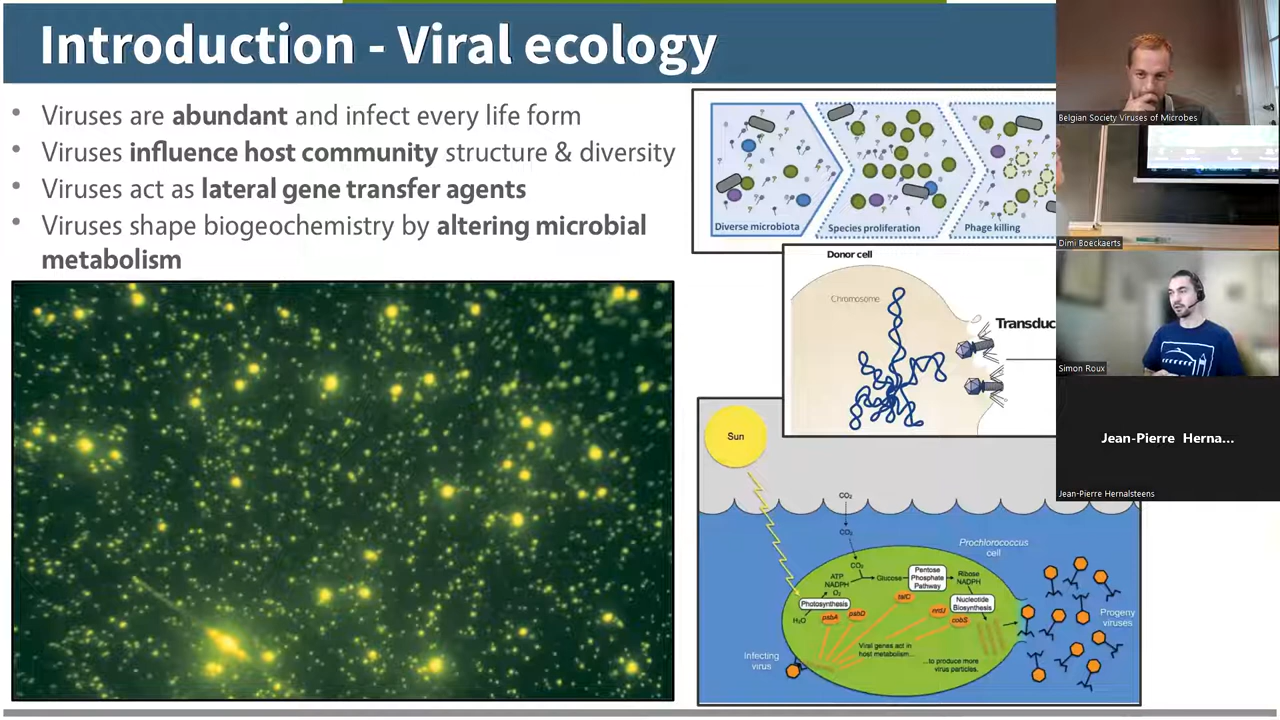 Introduction - Viral ecology
• Viruses are abundant and infect every life form
• Viruses influence host community structure & diversity
• Viruses act as lateral gene transfer agents
• Viruses shape biogeochemistry by altering microbial
metabolism
Diverse microbiota
Species proliferation
Phage killing
Donor cell
Chromosome
Transduc
Sun
CO₂
CO₂
Prochlorococcus
cell
CO₂
ATP
NADPH
O₂
Glucose
Pentose
Phosphate
Pathway
Ribose
NADPH
Photosynthesis
H₂O
psbA
psbD
talC
nrdJ
cobS
Nucleotide
Biosynthesis
Viral genes act in
host metabolism...
...to produce more
virus particles.
Infecting
virus
Progeny
viruses
Belgian Society Viruses of Microbes
Dimi Boeckaerts
Simon Roux
Jean-Pierre Herna...
Jean-Pierre Hernalsteens